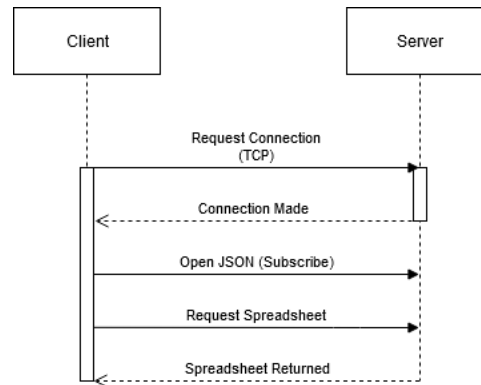 Client
Server
Request Connection
(TCP)
Connection Made
Open JSON (Subscribe)
Request Spreadsheet
Spreadsheet Returned